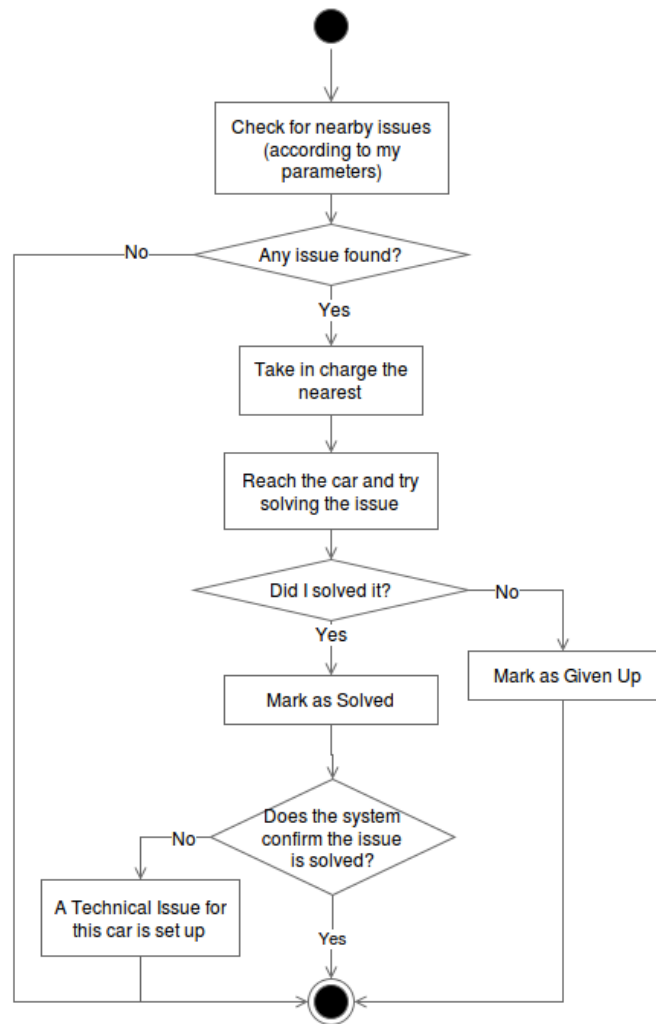 Check for nearby issues
(according to my
parameters)
No
Any issue found?
Yes
Take in charge the
nearest
Reach the car and try
solving the issue
Did I solved it?
No
Yes
Mark as Given Up
Mark as Solved
Does the system
confirm the issue
is solved?
No
A Technical Issue for
this car is set up
Yes